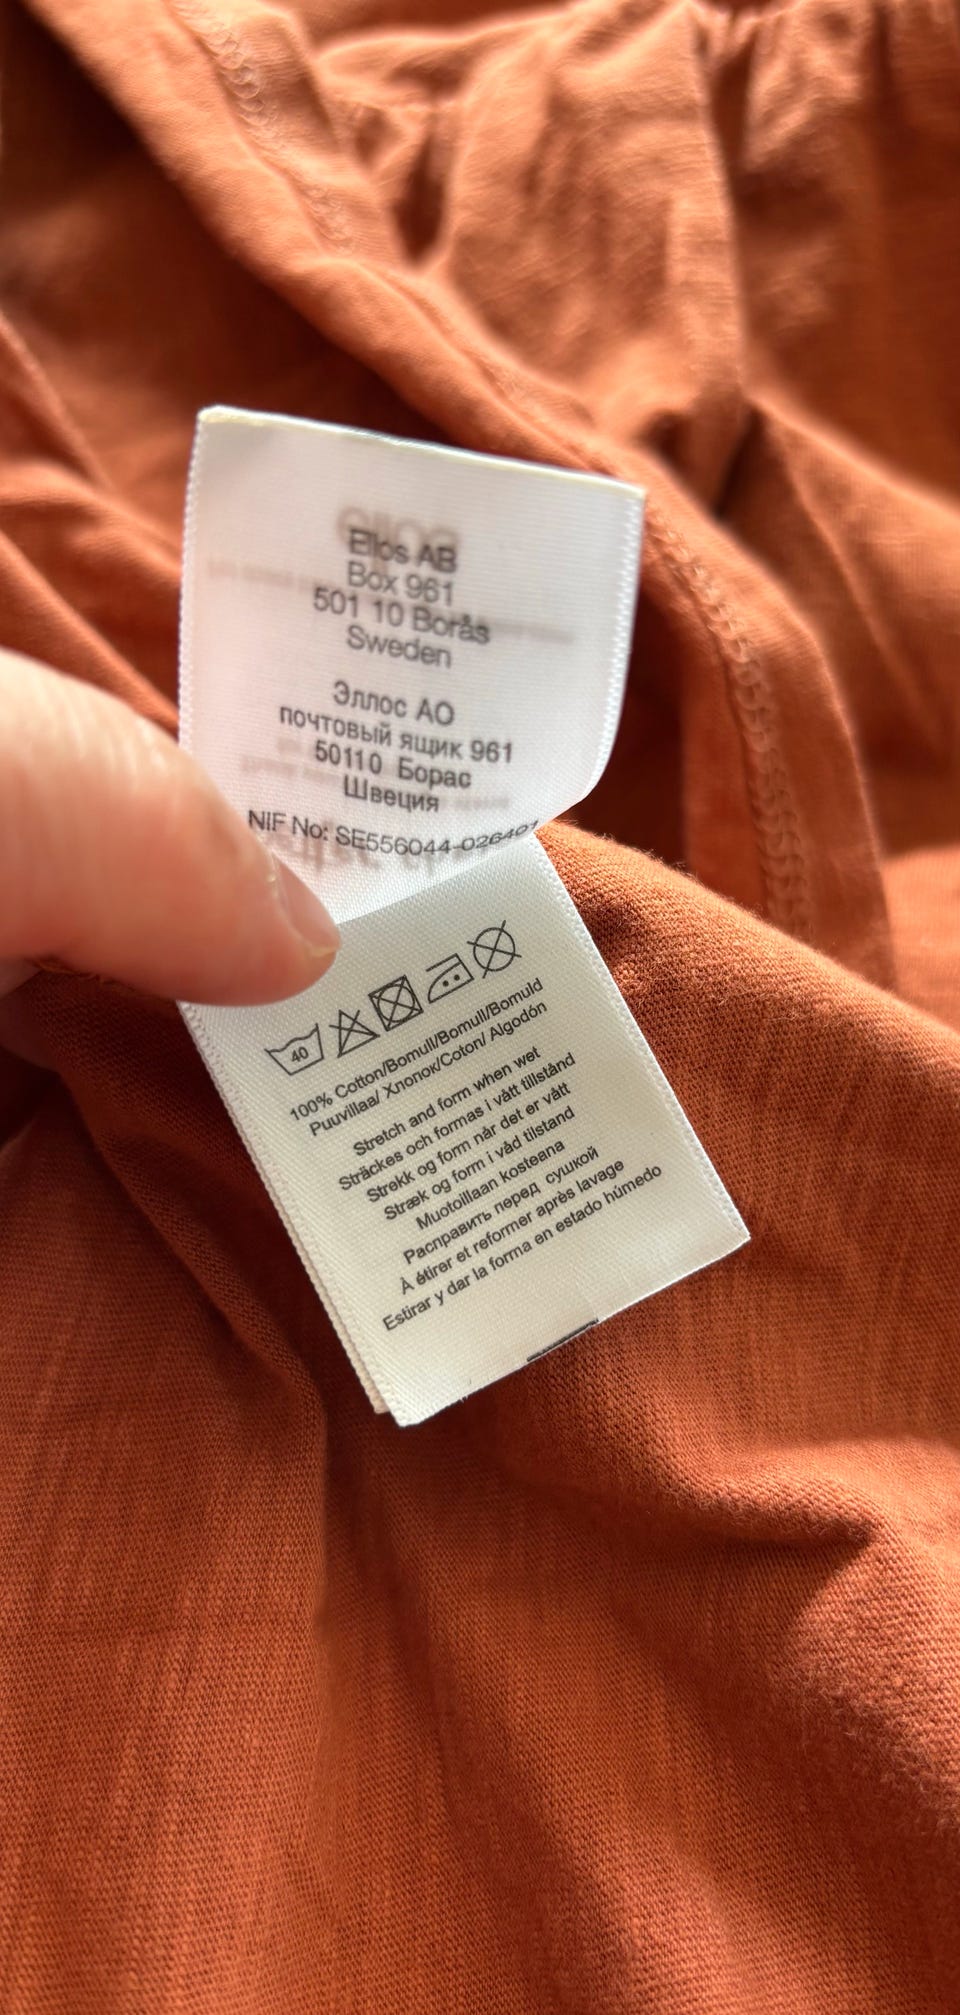 Ellos AB
Box 961
501 10 Borås
Sweden
Эллос АО
почтовый ящик 961
50110 Борас
Швеция
NIF No: SE556044-026401
40
100% Cotton/Bomull/Bomull/Bomuld
Puuvillaa/ Хлопок/Coton/ Algodón
Stretch and form when wet
Sträckes och formas i vått tillstånd
Strekk og form når det er vått
Stræk og form i våd tilstand
Muotoillaan kosteana
Расправить перед сушкой
À étirer et reformer après lavage
Estirar y dar la forma en estado húmedo